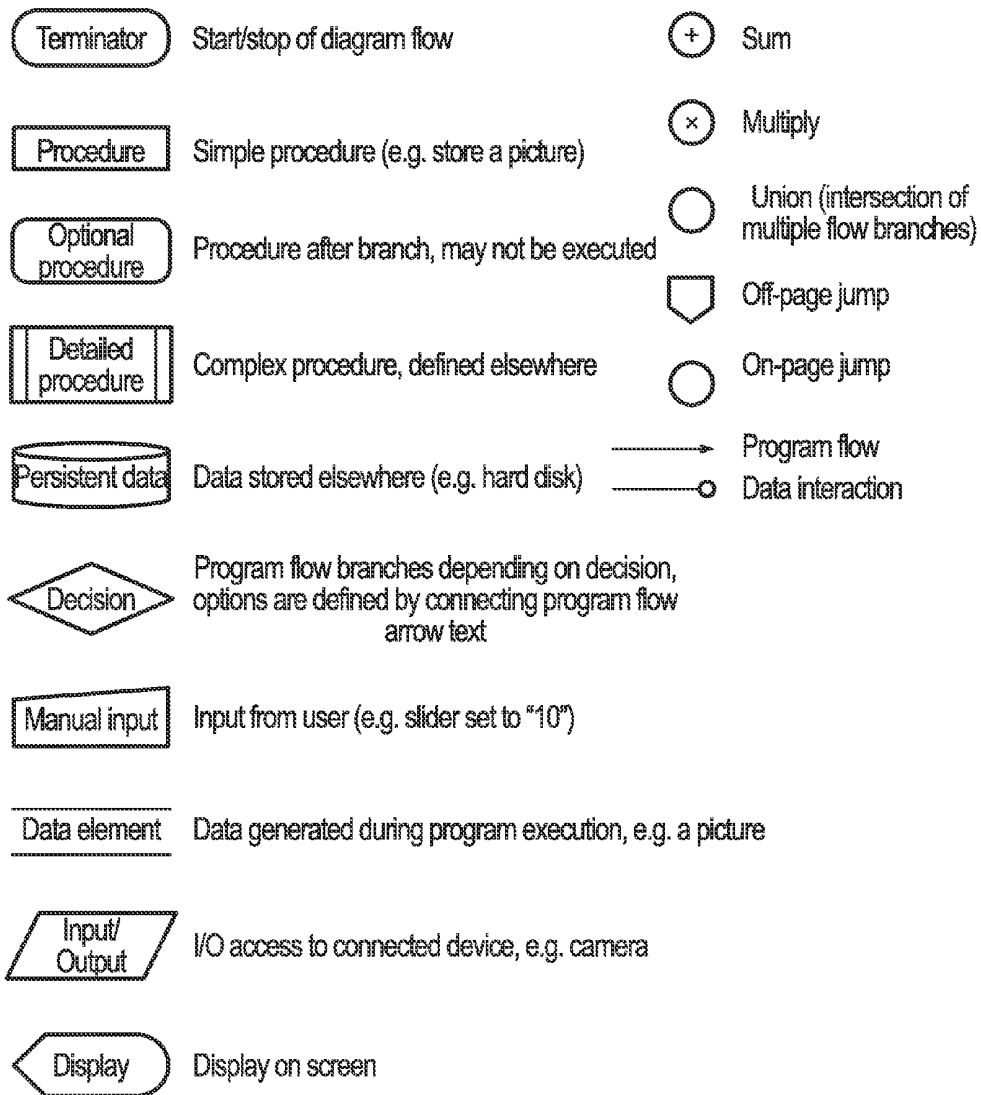 Terminator
Start/stop of diagram flow
Procedure
Simple procedure (e.g. store a picture)
Optional
procedure
Procedure after branch, may not be executed
Detailed
procedure
Complex procedure, defined elsewhere
Persistent data
Data stored elsewhere (e.g. hard disk)
Decision
Program flow branches depending on decision,
options are defined by connecting program flow
arrow text
Manual input
Input from user (e.g. slider set to “10”)
Data element
Data generated during program execution, e.g. a picture
Input/
Output
I/O access to connected device, e.g. camera
Display
Display on screen
+
Sum
×
Multiply
Union (intersection of
multiple flow branches)
Off-page jump
On-page jump
Program flow
Data interaction